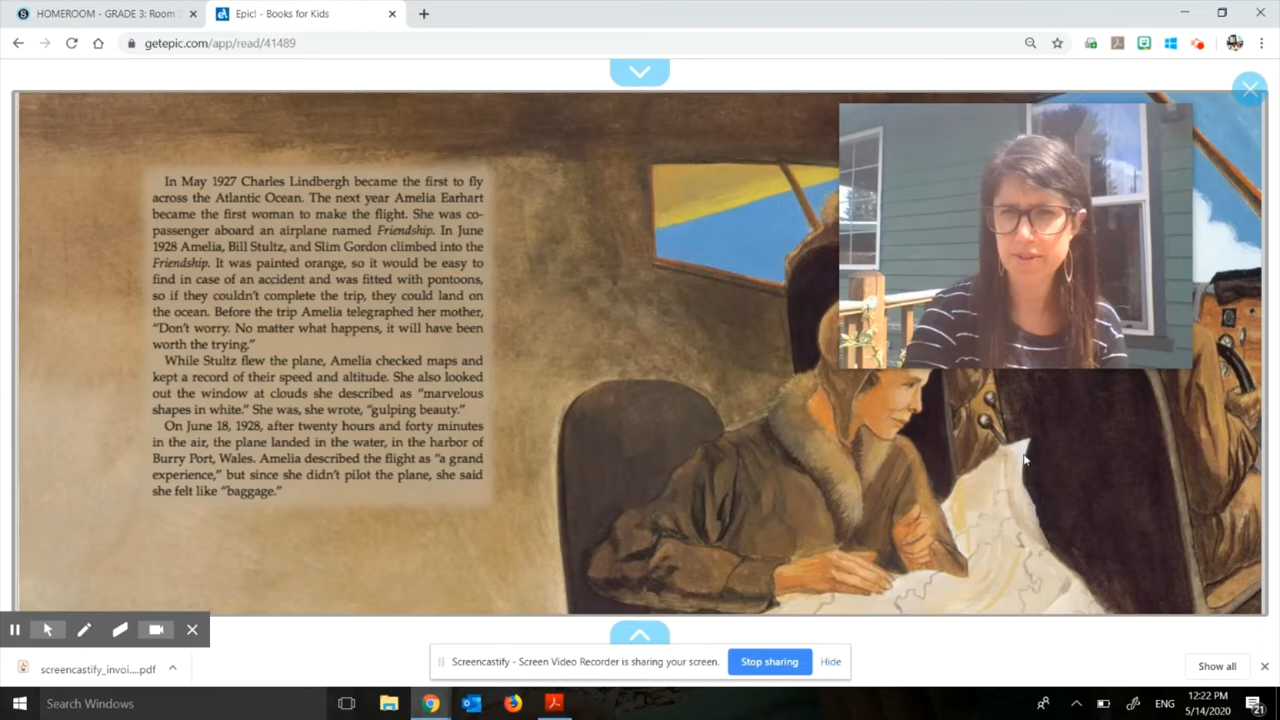 HOMEROOM - GRADE 3: Room
Epic! - Books for Kids
getepic.com/app/read/41489
In May 1927 Charles Lindbergh became the first to fly
across the Atlantic Ocean. The next year Amelia Earhart
became the first woman to make the flight. She was co-
passenger aboard an airplane named Friendship. In June
1928 Amelia, Bill Stultz, and Slim Gordon climbed into the
Friendship. It was painted orange, so it would be easy to
find in case of an accident and was fitted with pontoons,
so if they couldn't complete the trip, they could land on
the ocean. Before the trip Amelia telegraphed her mother,
"Don't worry. No matter what happens, it will have been
worth the trying."
While Stultz flew the plane, Amelia checked maps and
kept a record of their speed and altitude. She also looked
out the window at clouds she described as "marvelous
shapes in white." She was, she wrote, "gulping beauty."
On June 18, 1928, after twenty hours and forty minutes
in the air, the plane landed in the water, in the harbor of
Burry Port, Wales. Amelia described the flight as "a grand
experience," but since she didn't pilot the plane, she said
she felt like "baggage."
screencastify_invoi....pdf
Screencastify - Screen Video Recorder is sharing your screen.
Stop sharing
Hide
Show all
Search Windows
ENG
12:22 PM
5/14/2020
21